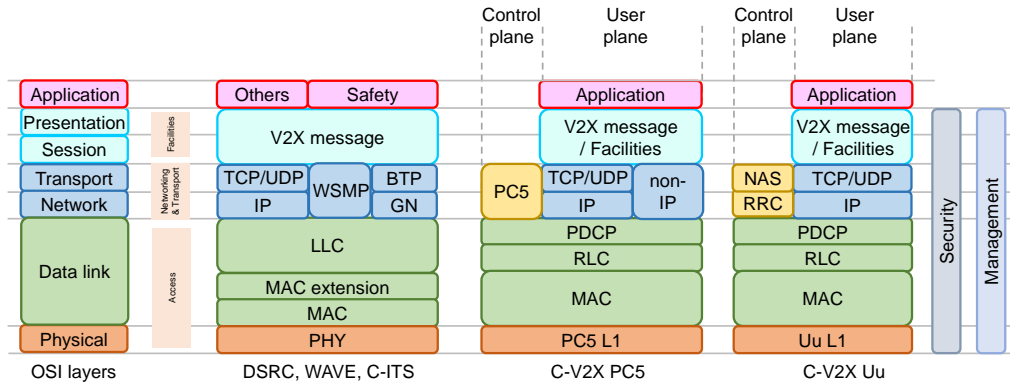 Control
plane
User
plane
Control
plane
User
plane
Application
Others
Safety
Application
Application
Presentation
Session
Facilities
V2X message
V2X message
/ Facilities
V2X message
/ Facilities
Transport
Network
Networking
& Transport
TCP/UDP
IP
WSMP
BTP
GN
PC5
TCP/UDP
IP
non-
IP
NAS
RRC
TCP/UDP
IP
Data link
Access
LLC
MAC extension
MAC
PDCP
RLC
MAC
PDCP
RLC
MAC
Physical
PHY
PC5 L1
Uu L1
Security
Management
OSI layers
DSRC, WAVE, C-ITS
C-V2X PC5
C-V2X Uu